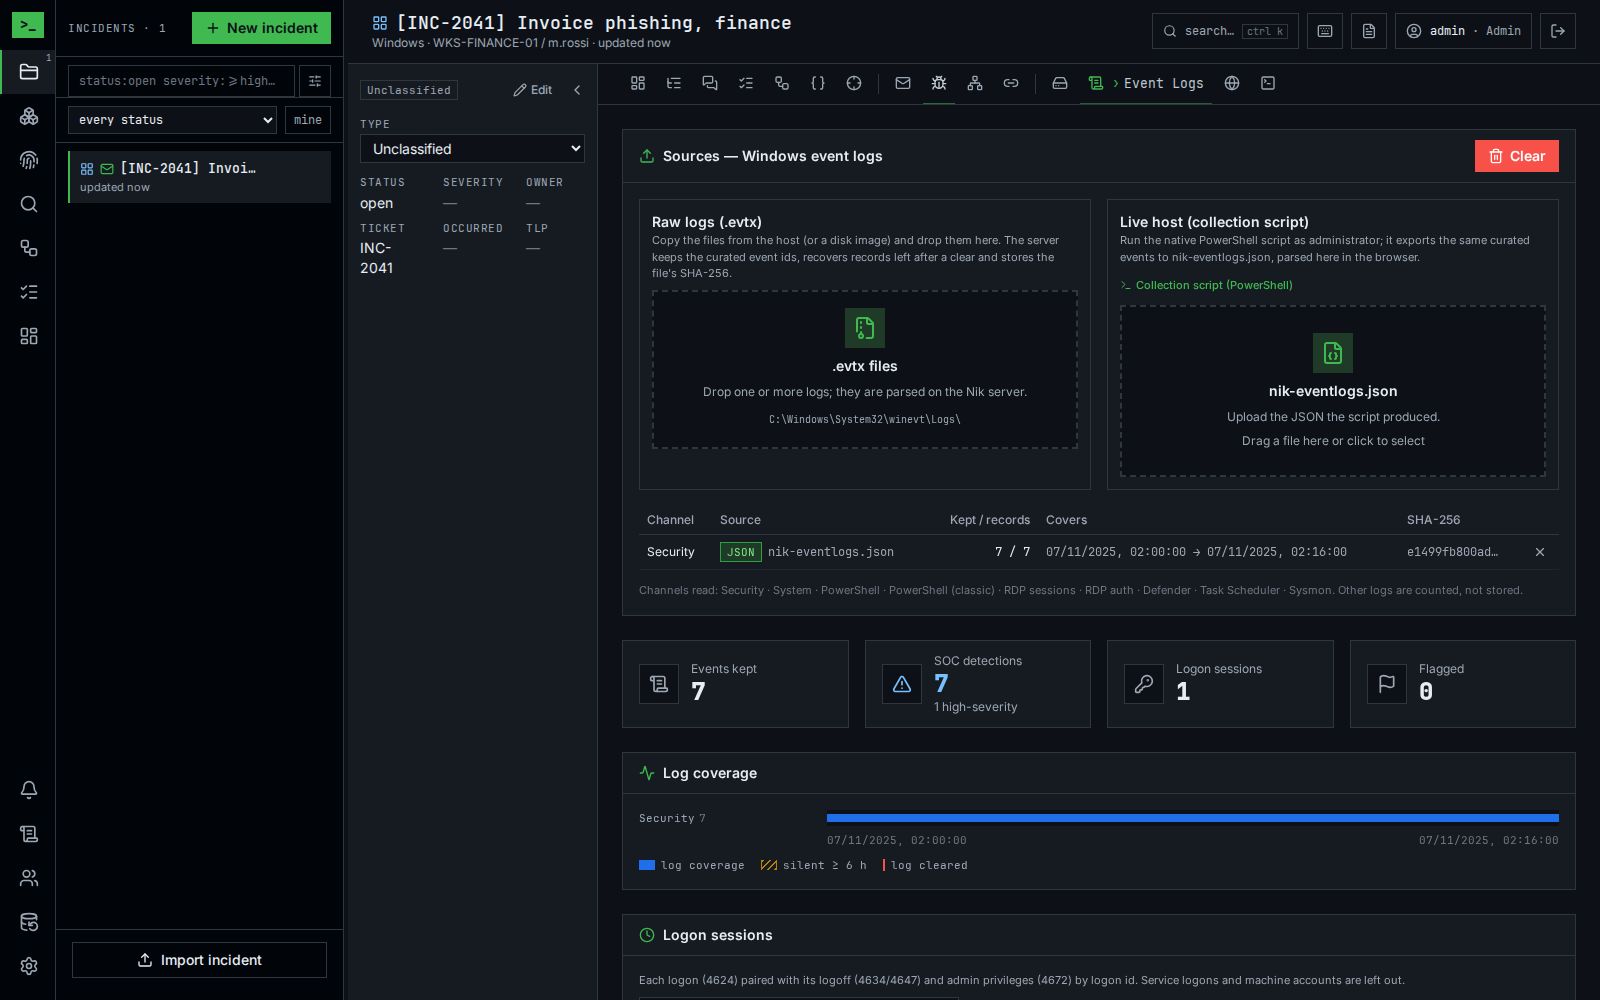 >_
INCIDENTS · 1
New incident
[INC-2041] Invoice phishing, finance
Windows · WKS-FINANCE-01 / m.rossi · updated now
search…
ctrl k
admin · Admin
1
status:open severity:≥high…
every status
mine
[INC-2041] Invoi…
updated now
Import incident
Unclassified
Edit
TYPE
Unclassified
STATUS
SEVERITY
OWNER
open
—
—
TICKET
OCCURRED
TLP
INC-
2041
—
—
› Event Logs
Sources — Windows event logs
Clear
Raw logs (.evtx)
Copy the files from the host (or a disk image) and drop them here. The server
keeps the curated event ids, recovers records left after a clear and stores the
file's SHA-256.
.evtx files
Drop one or more logs; they are parsed on the Nik server.
C:\Windows\System32\winevt\Logs\
Live host (collection script)
Run the native PowerShell script as administrator; it exports the same curated
events to nik-eventlogs.json, parsed here in the browser.
Collection script (PowerShell)
nik-eventlogs.json
Upload the JSON the script produced.
Drag a file here or click to select
Channel Source Kept / records Covers SHA-256
Security JSON nik-eventlogs.json 7 / 7 07/11/2025, 02:00:00 → 07/11/2025, 02:16:00 e1499fb800ad…
Channels read: Security · System · PowerShell · PowerShell (classic) · RDP sessions · RDP auth · Defender · Task Scheduler · Sysmon. Other logs are counted, not stored.
Events kept
7
SOC detections
7
1 high-severity
Logon sessions
1
Flagged
0
Log coverage
Security 7
07/11/2025, 02:00:00
07/11/2025, 02:16:00
log coverage
silent ≥ 6 h
log cleared
Logon sessions
Each logon (4624) paired with its logoff (4634/4647) and admin privileges (4672) by logon id. Service logons and machine accounts are left out.